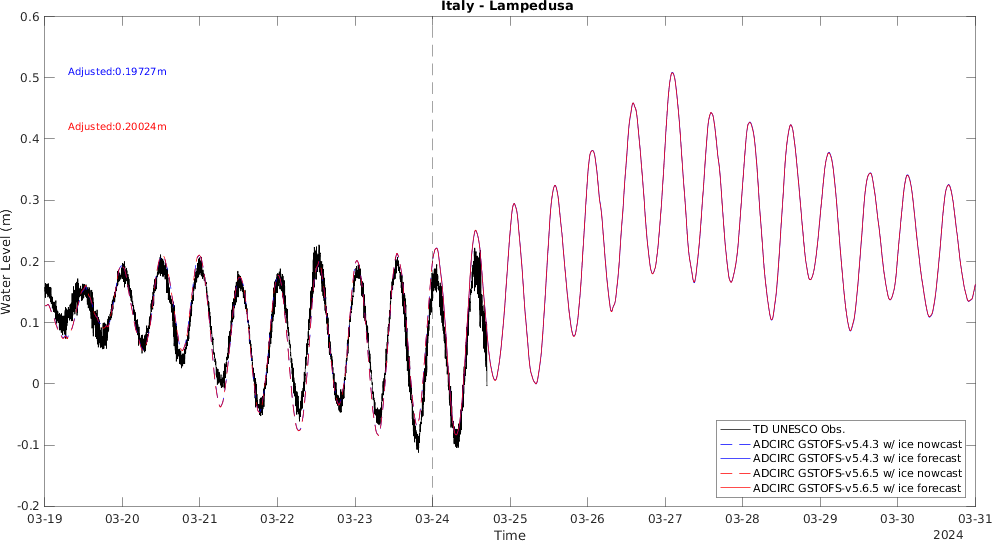 Italy - Lampedusa
0.6
0.5
0.4
0.3
0.2
0.1
0
-0.1
-0.2
Water Level (m)
Adjusted:0.19727m
Adjusted:0.20024m
TD UNESCO Obs.
ADCIRC GSTOFS-v5.4.3 w/ ice nowcast
ADCIRC GSTOFS-v5.4.3 w/ ice forecast
ADCIRC GSTOFS-v5.6.5 w/ ice nowcast
ADCIRC GSTOFS-v5.6.5 w/ ice forecast
03-19 03-20 03-21 03-22 03-23 03-24 03-25 03-26 03-27 03-28 03-29 03-30 03-31
Time
2024